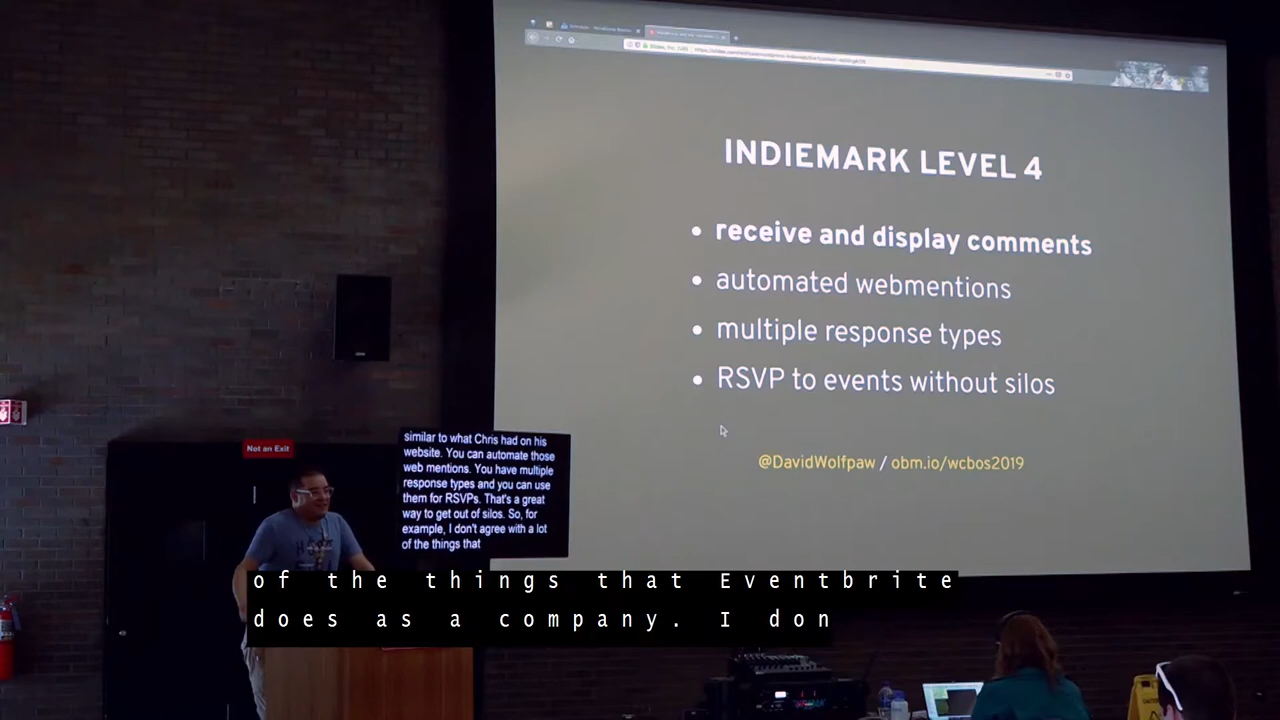 INDIEMARK LEVEL 4
• receive and display comments
• automated webmentions
• multiple response types
• RSVP to events without silos
@DavidWolfpaw / obm.io/wcbos2019
Not an Exit
similar to what Chris had on his
website. You can automate those
web mentions. You have multiple
response types and you can use
them for RSVPs. That's a great
way to get out of silos. So, for
example, I don't agree with a lot
of the things that
of the things that Eventbrite
does as a company. I don